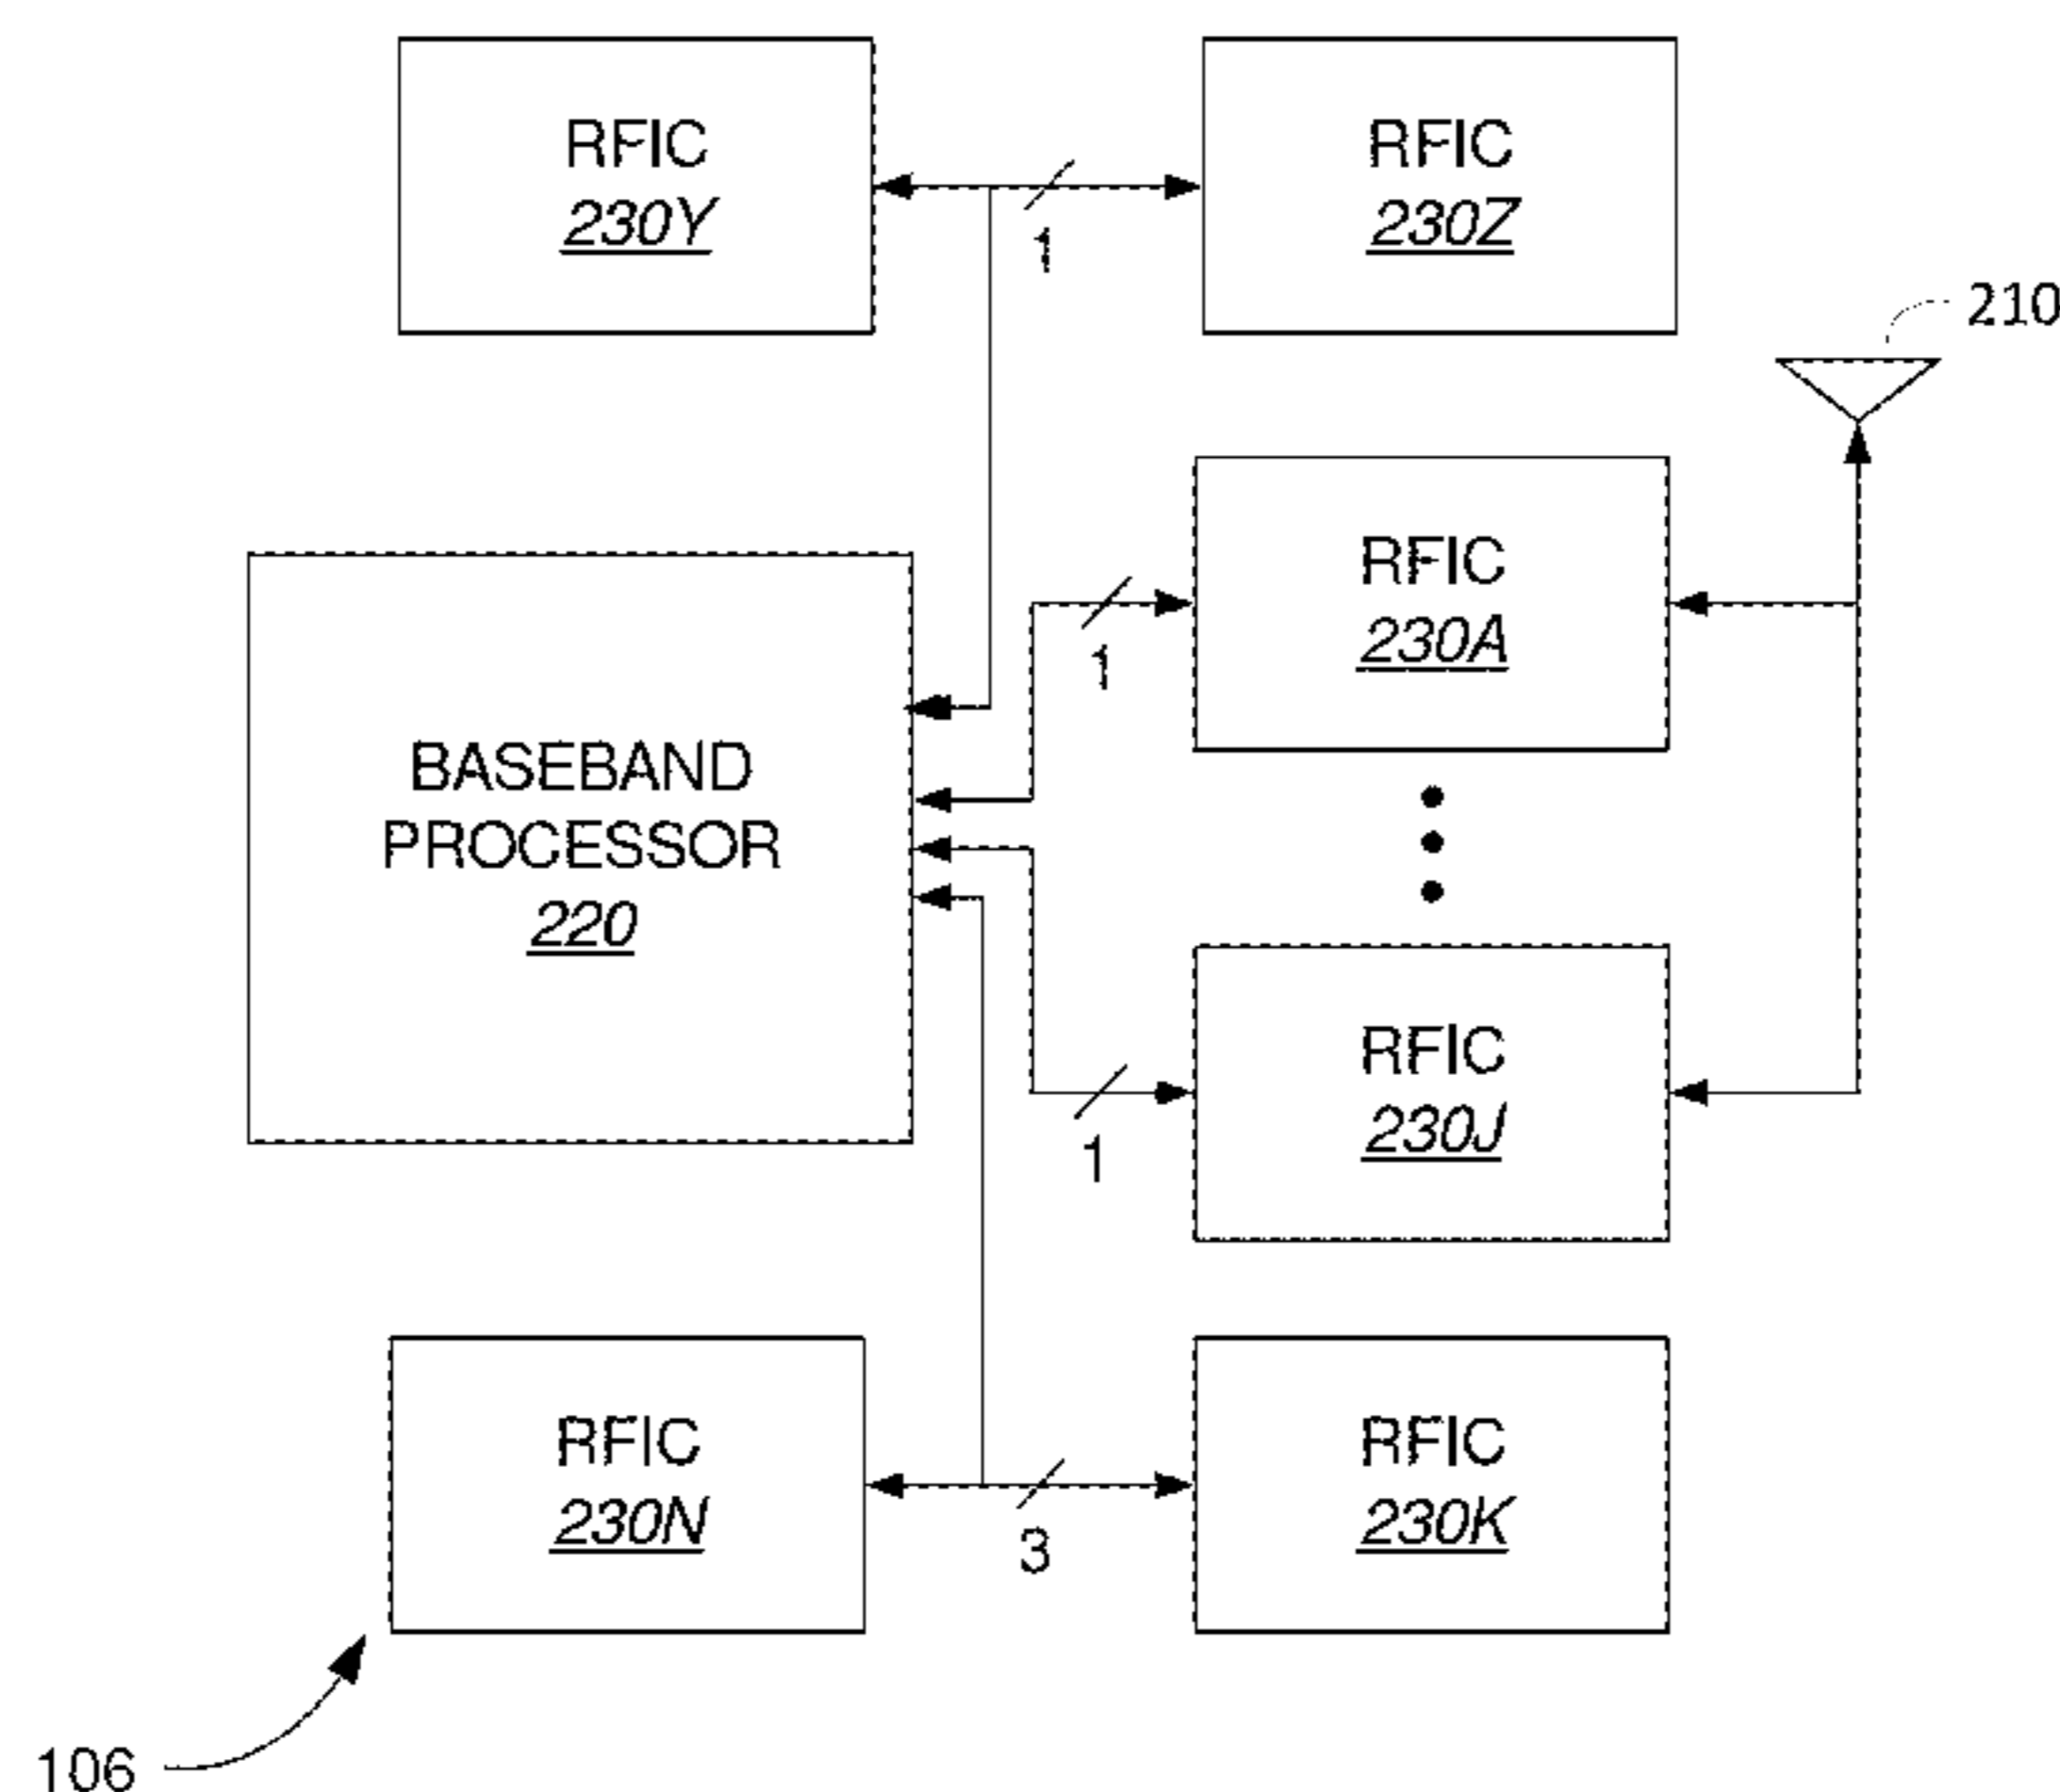 RFIC
230Y
RFIC
230Z
1
210
RFIC
230A
1
BASEBAND
PROCESSOR
220
RFIC
230J
1
RFIC
230N
RFIC
230K
3
106